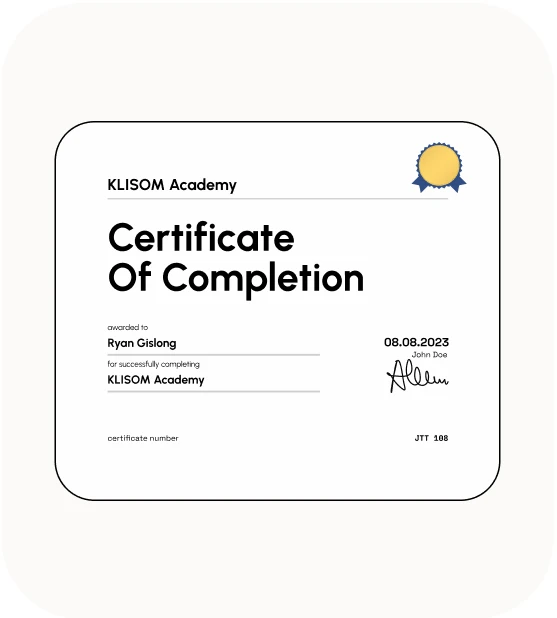 KLISOM Academy
Certificate
Of Completion
awarded to
Ryan Gislong
08.08.2023
John Doe
for successfully completing
KLISOM Academy
certificate number
JTT 108